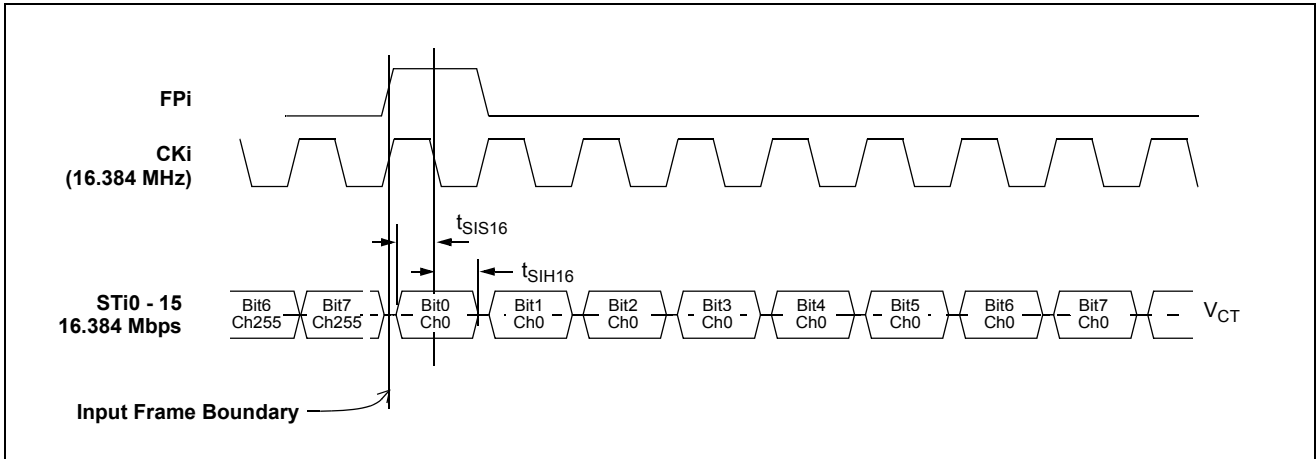 FPi
CKi
(16.384 MHz)
tSIS16
tSIH16
STi0 - 15
16.384 Mbps
Bit6 Ch255
Bit7 Ch255
Bit0 Ch0
Bit1 Ch0
Bit2 Ch0
Bit3 Ch0
Bit4 Ch0
Bit5 Ch0
Bit6 Ch0
Bit7 Ch0
VCT
Input Frame Boundary